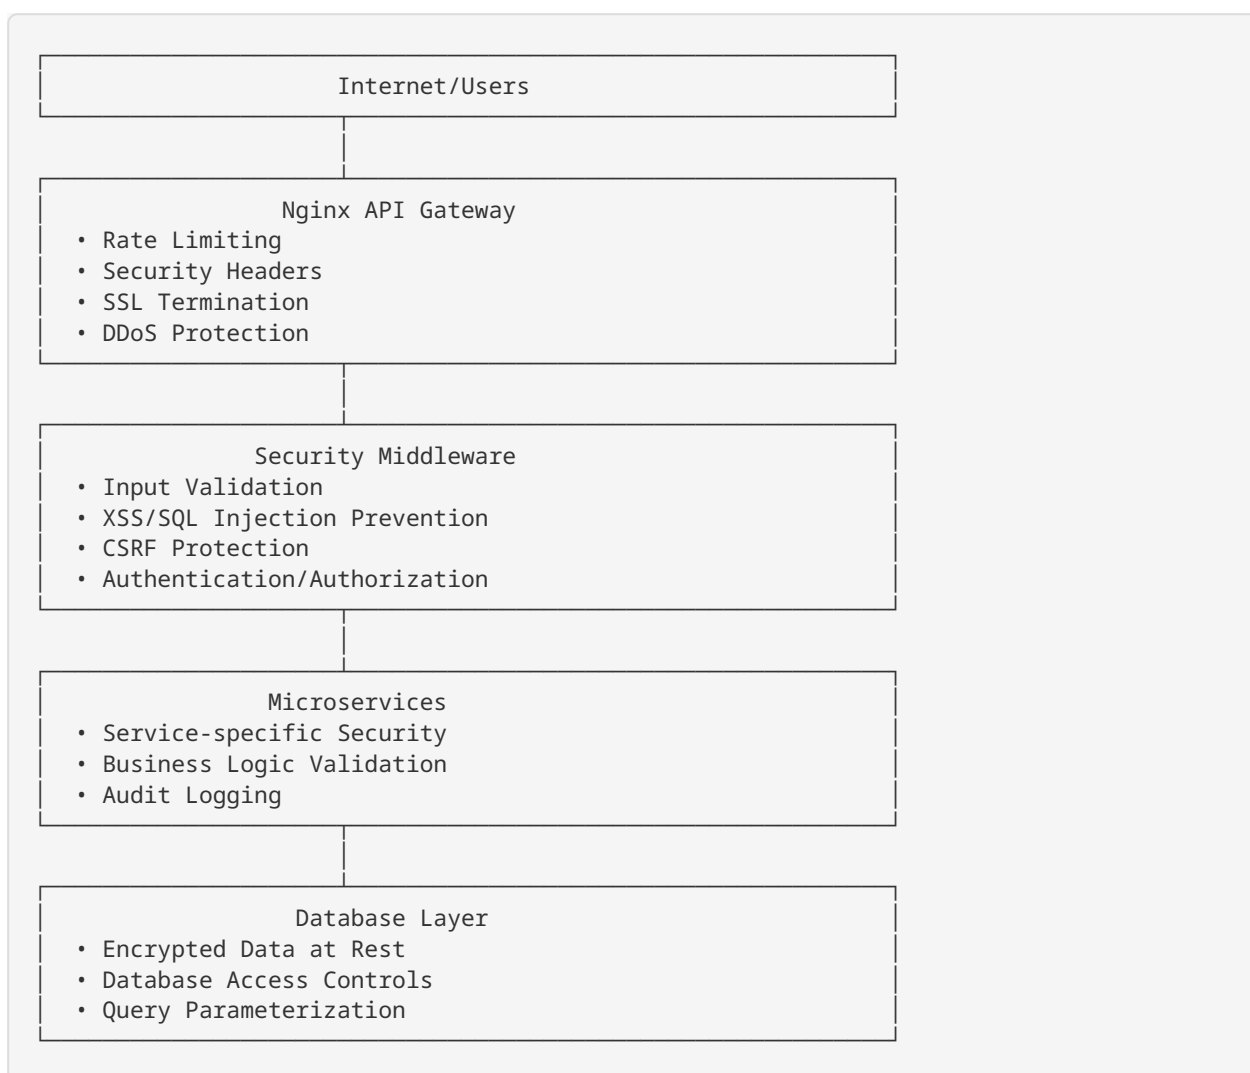 Internet/Users
Nginx API Gateway
• Rate Limiting
• Security Headers
• SSL Termination
• DDoS Protection
Security Middleware
• Input Validation
• XSS/SQL Injection Prevention
• CSRF Protection
• Authentication/Authorization
Microservices
• Service-specific Security
• Business Logic Validation
• Audit Logging
Database Layer
• Encrypted Data at Rest
• Database Access Controls
• Query Parameterization